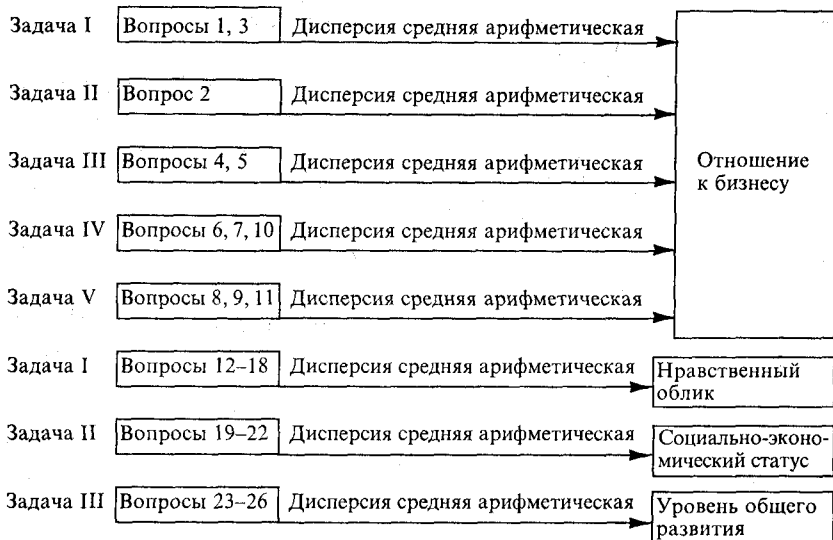 Задача I Вопросы 1, 3 Дисперсия средняя арифметическая
Задача II Вопрос 2 Дисперсия средняя арифметическая
Задача III Вопросы 4, 5 Дисперсия средняя арифметическая
Отношение
к бизнесу
Задача IV Вопросы 6, 7, 10 Дисперсия средняя арифметическая
Задача V Вопросы 8, 9, 11 Дисперсия средняя арифметическая
Задача I Вопросы 12–18 Дисперсия средняя арифметическая
Нравственный
облик
Задача II Вопросы 19–22 Дисперсия средняя арифметическая
Социально-эконо-
мический статус
Задача III Вопросы 23–26 Дисперсия средняя арифметическая
Уровень общего
развития